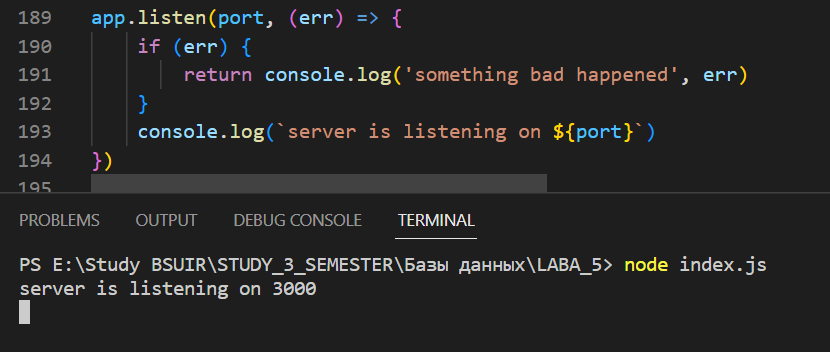 189 app.listen(port, (err) => {
190 if (err) {
191 return console.log('something bad happened', err)
192 }
193 console.log(`server is listening on ${port}`)
194 })
195
PROBLEMS OUTPUT DEBUG CONSOLE TERMINAL
PS E:\Study BSUIR\STUDY_3_SEMESTER\Базы данных\LABA_5> node index.js
server is listening on 3000